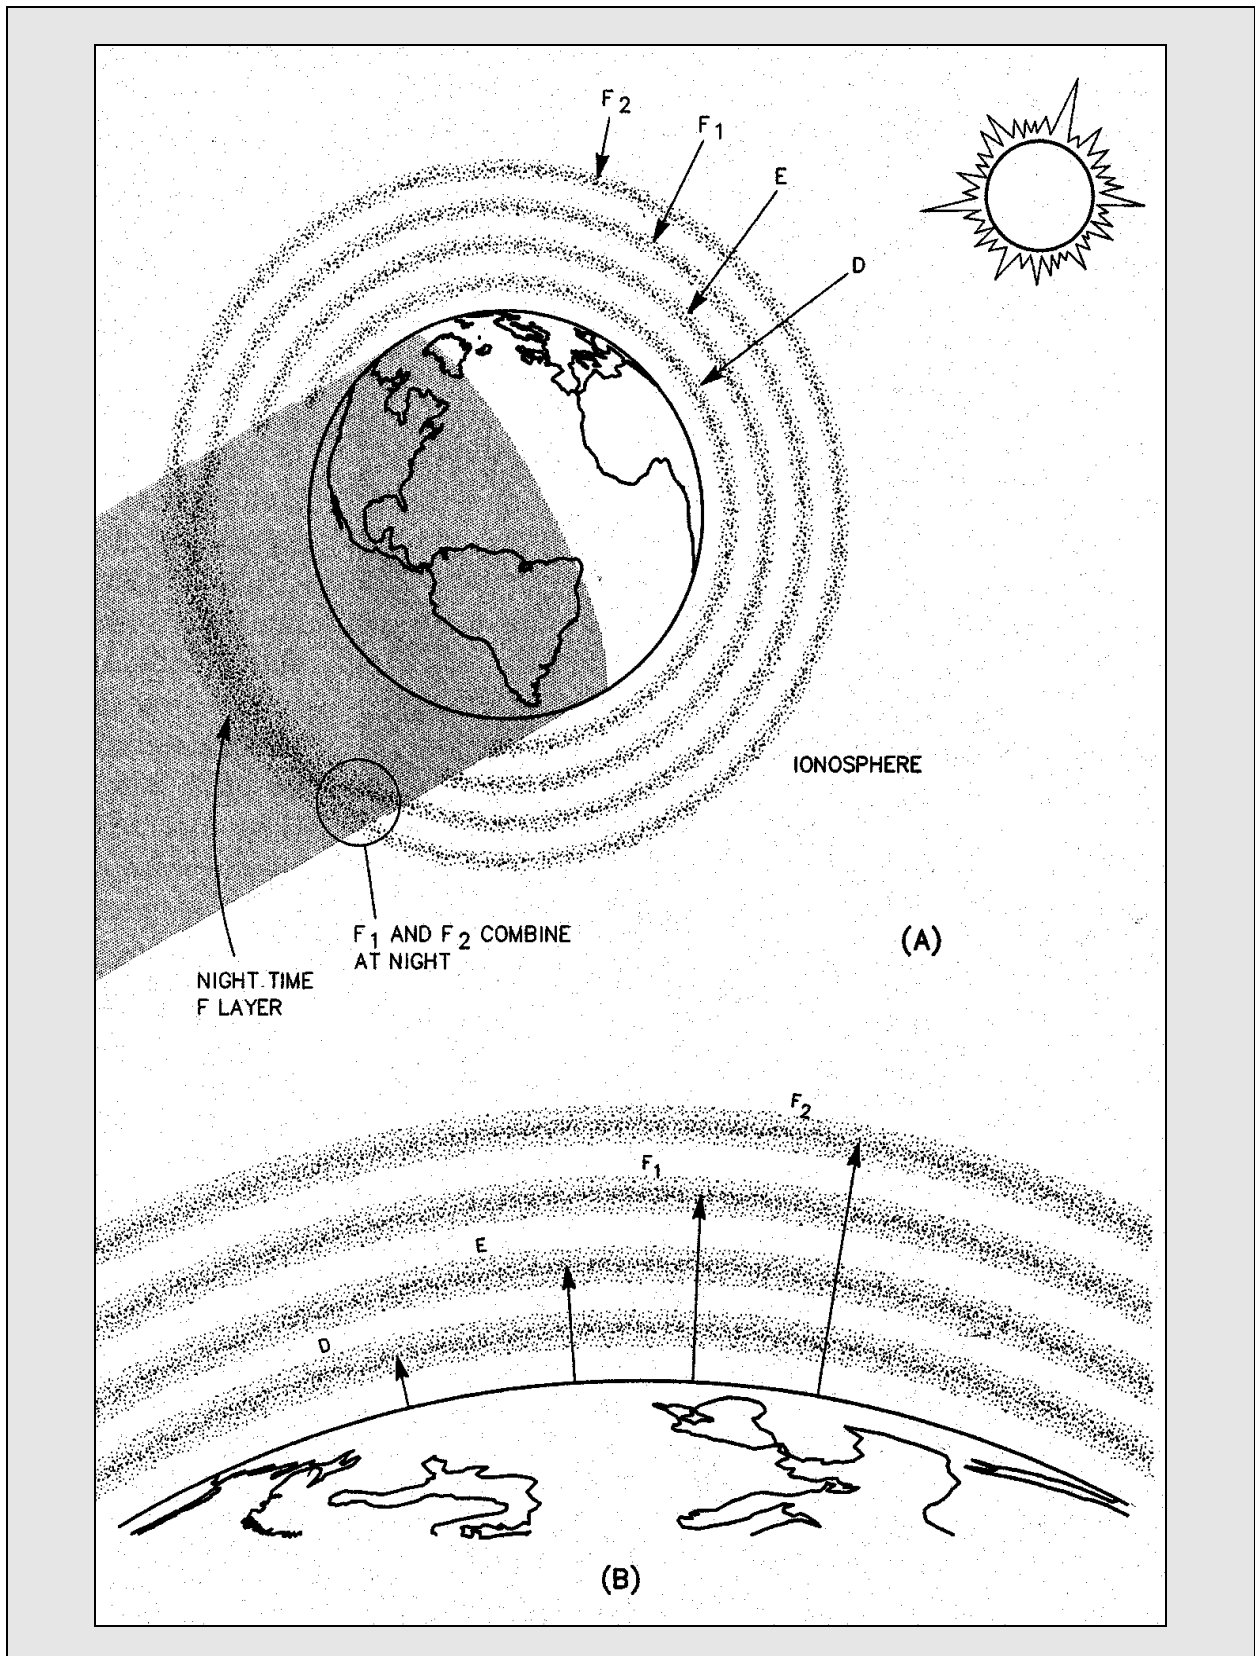 F2
F1
E
D
IONOSPHERE
F1 AND F2 COMBINE
AT NIGHT
(A)
NIGHT TIME
F LAYER
F2
F1
E
D
(B)